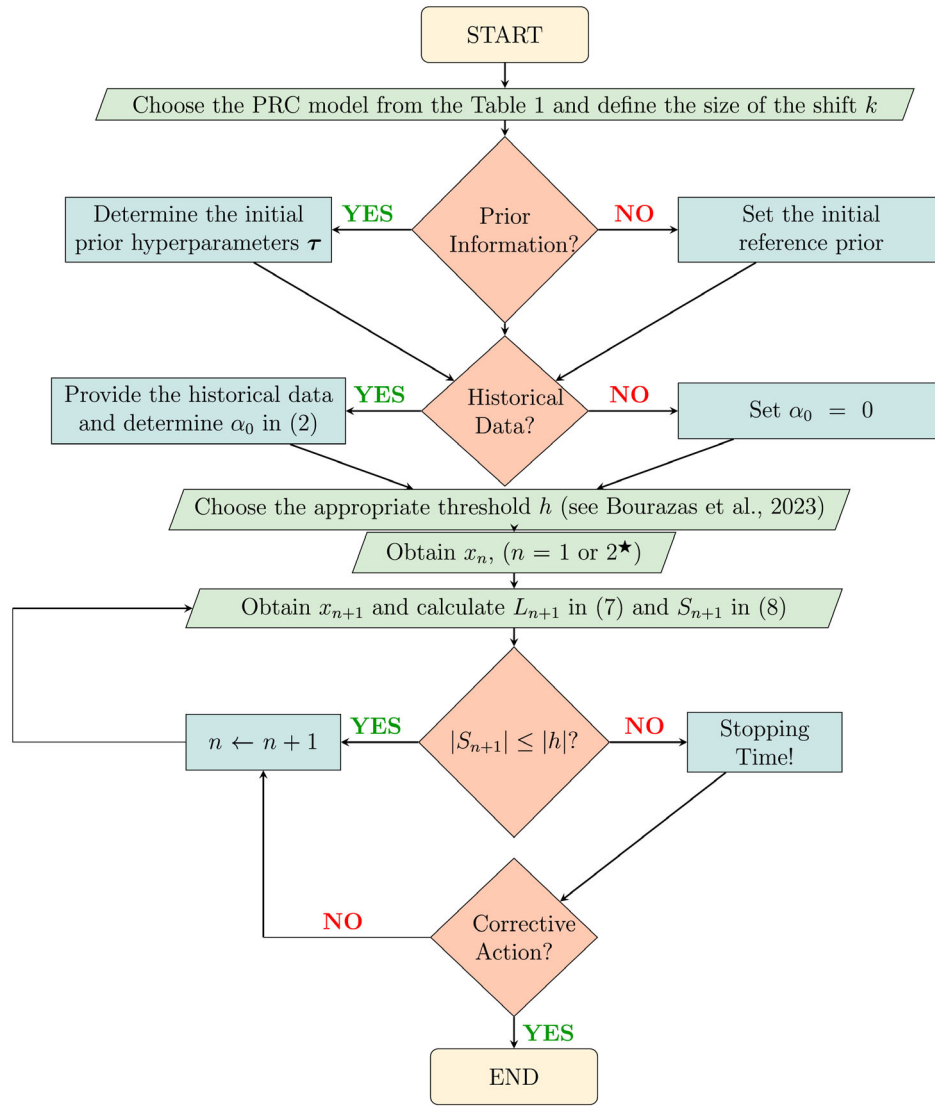 START
Choose the PRC model from the Table 1 and define the size of the shift k
Determine the initial
prior hyperparameters τ
YES
Prior
Information?
NO
Set the initial
reference prior
Provide the historical data
and determine α₀ in (2)
YES
Historical
Data?
NO
Set α₀ = 0
Choose the appropriate threshold h (see Bourazas et al., 2023)
Obtain xₙ, (n = 1 or 2★)
Obtain xₙ₊₁ and calculate Lₙ₊₁ in (7) and Sₙ₊₁ in (8)
n ← n + 1
YES
|Sₙ₊₁| ≤ |h|?
NO
Stopping
Time!
NO
Corrective
Action?
YES
END